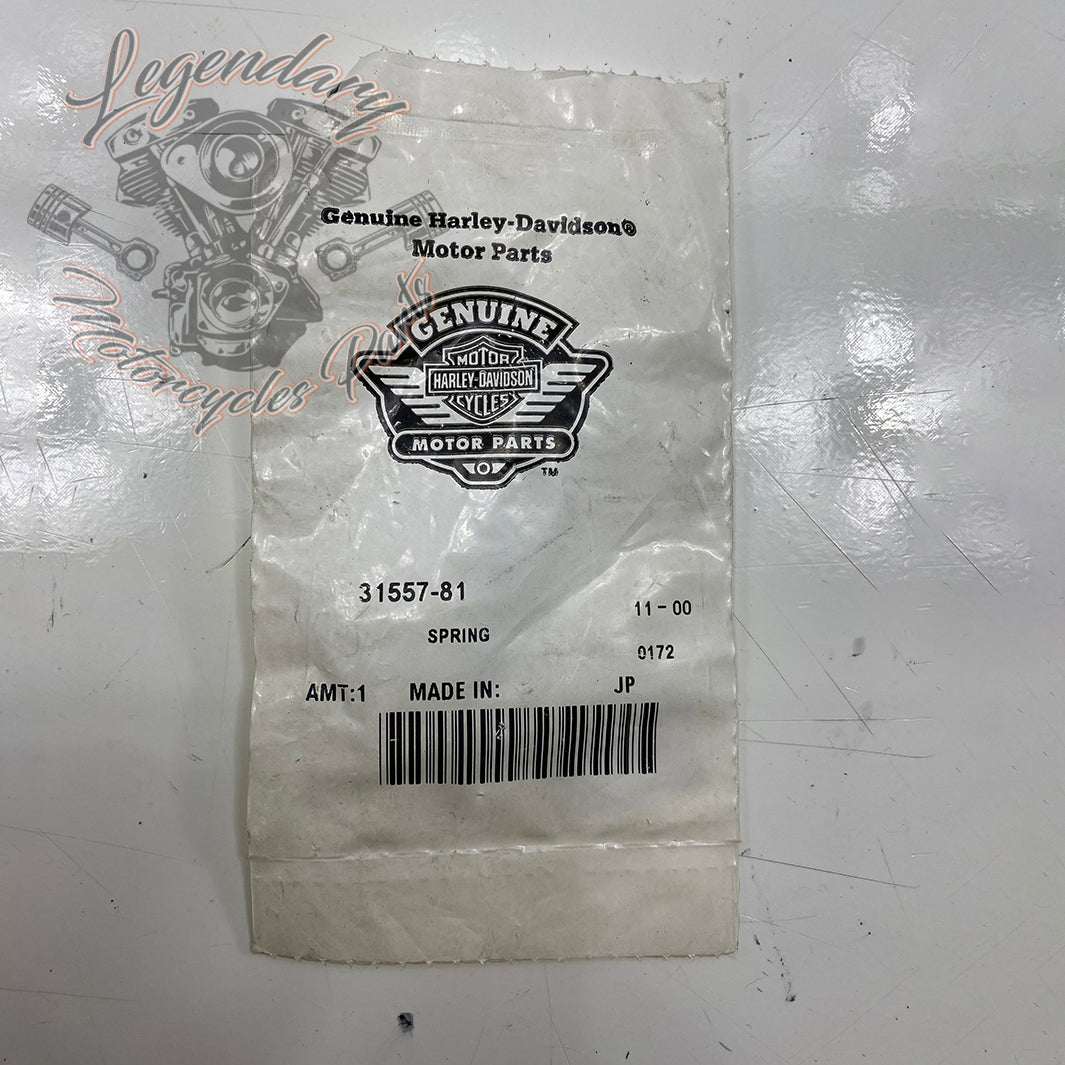 Legendary
Motorcycles Parts
Genuine Harley-Davidson®
Motor Parts
GENUINE
MOTOR
HARLEY-DAVIDSON
CYCLES
MOTOR PARTS
TM
31557-81
11-00
SPRING
0172
AMT:1 MADE IN: JP